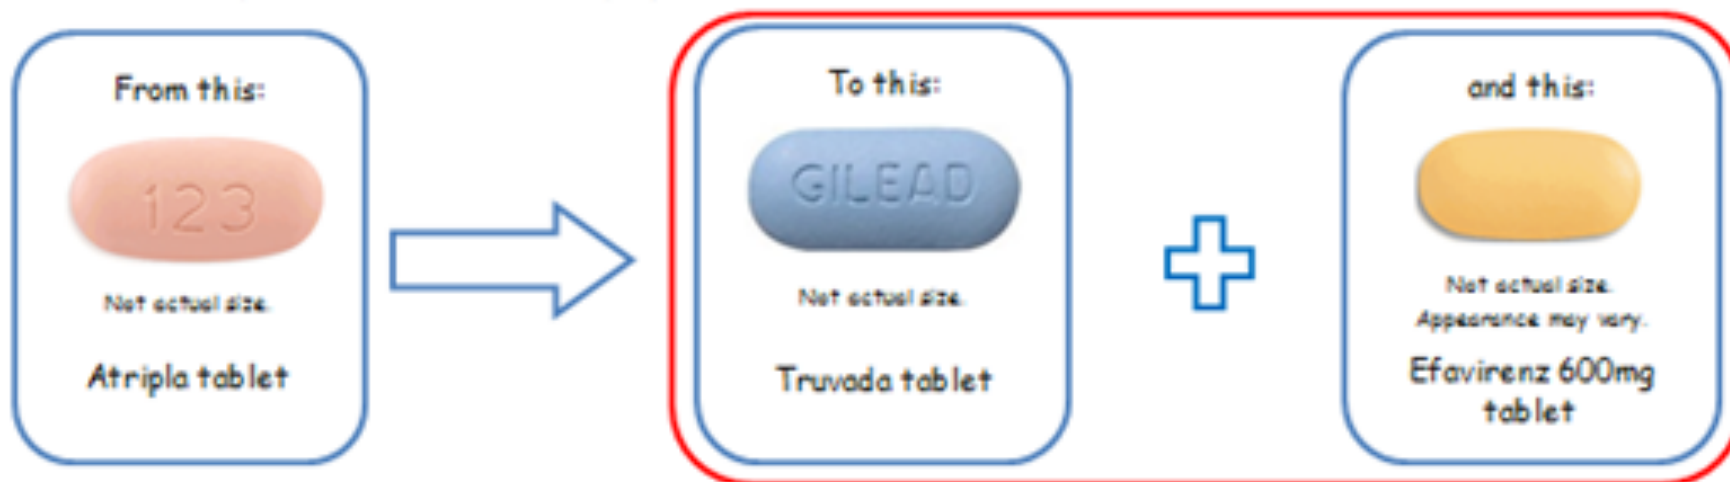 From this:
123
Not actual size.
Atripla tablet
To this:
GILEAD
Not actual size.
Truvada tablet
and this:
Not actual size.
Appearance may vary.
Efavirenz 600mg
tablet